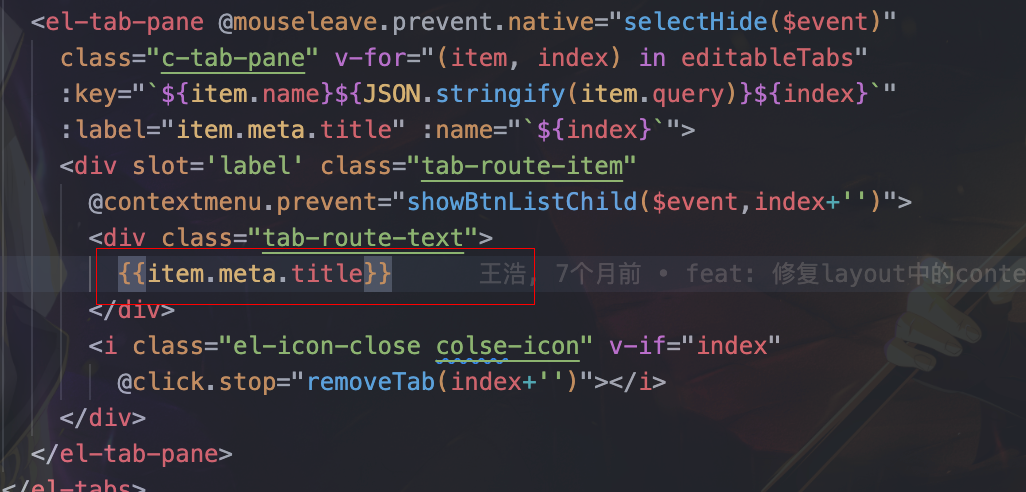 <el-tab-pane @mouseleave.prevent.native="selectHide($event)"
class="c-tab-pane" v-for="(item, index) in editableTabs"
:key="`${item.name}${JSON.stringify(item.query)}${index}`"
:label="item.meta.title" :name="`${index}`">
<div slot='label' class="tab-route-item"
@contextmenu.prevent="showBtnListChild($event,index+'')">
<div class="tab-route-text">
{{item.meta.title}} 王浩, 7个月前 • feat: 修复layout中的conte
</div>
<i class="el-icon-close colse-icon" v-if="index"
@click.stop="removeTab(index+'')"></i>
</div>
</el-tab-pane>
</el-tabs>